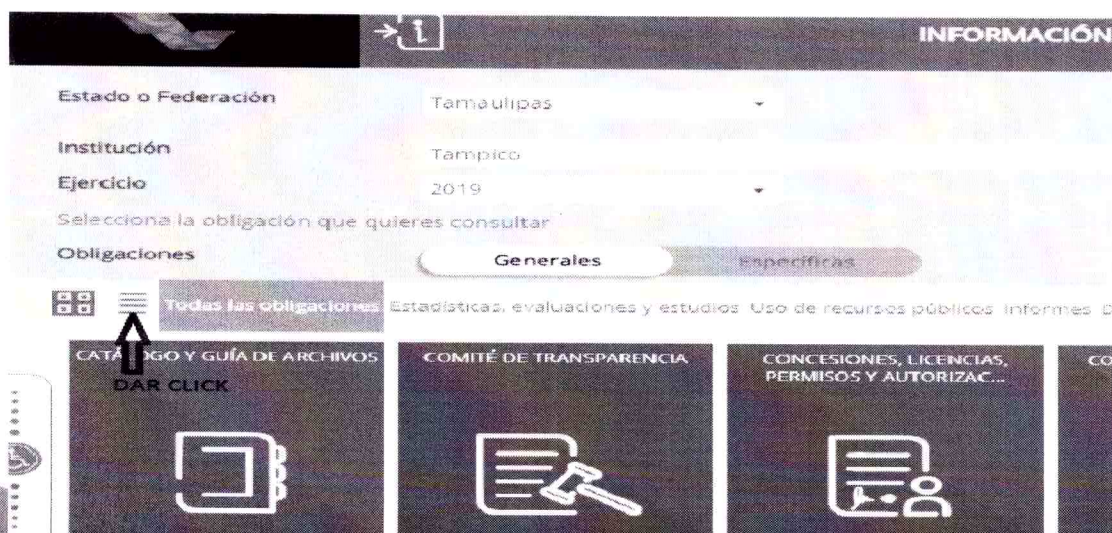 INFORMACIÓN
Estado o Federación
Tamaulipas
Institución
Tampico
Ejercicio
2019
Selecciona la obligación que quieres consultar
Obligaciones
Generales
Específicas
Todas las obligaciones Estadísticas, evaluaciones y estudios Uso de recursos públicos Informes
CATÁLOGO Y GUÍA DE ARCHIVOS
DAR CLICK
COMITÉ DE TRANSPARENCIA
CONCESIONES, LICENCIAS,
PERMISOS Y AUTORIZAC...
CO